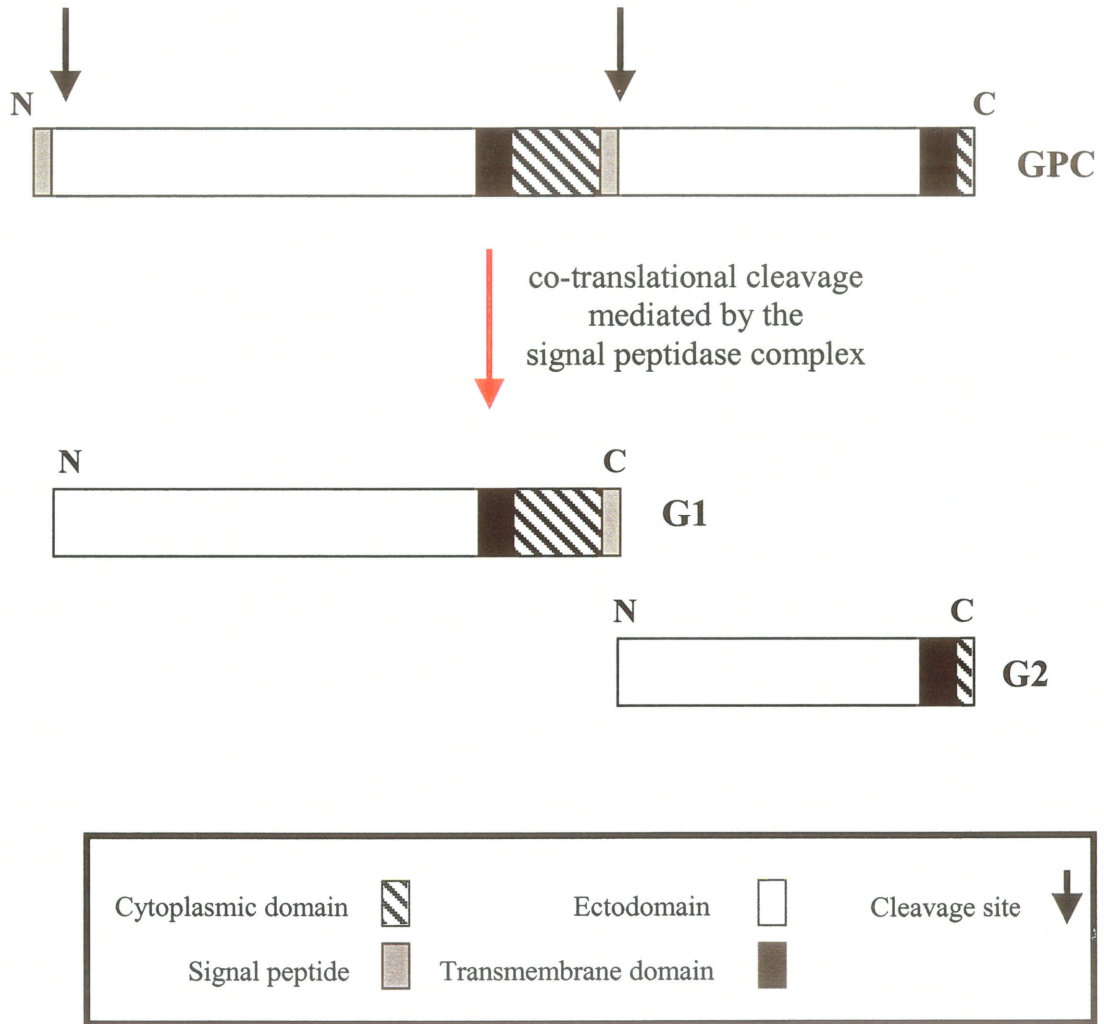 N
C
GPC
co-translational cleavage
mediated by the
signal peptidase complex
N
C
G1
N
C
G2
Cytoplasmic domain
Ectodomain
Cleavage site
Signal peptide
Transmembrane domain